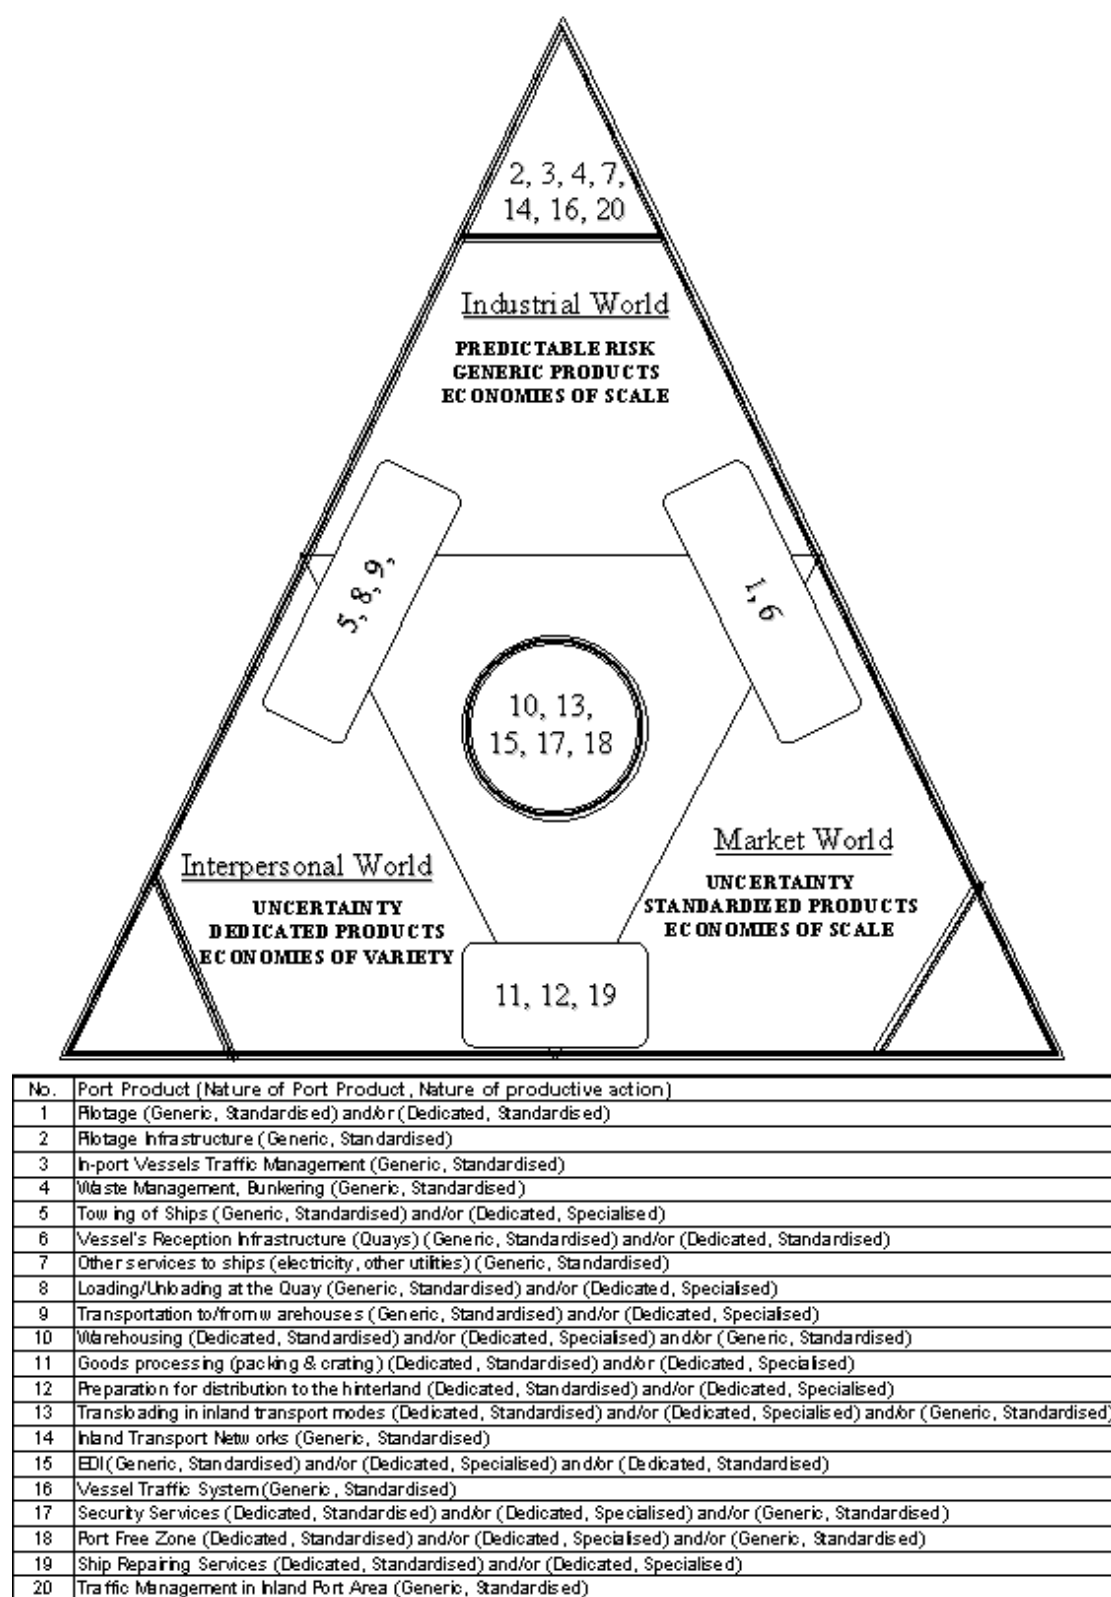 2, 3, 4, 7,
14, 16, 20
Industrial World
PREDICTABLE RISK
GENERIC PRODUCTS
ECONOMIES OF SCALE
5, 8, 9,
1, 6
10, 13,
15, 17, 18
Interpersonal World
UNCERTAINTY
DEDICATED PRODUCTS
ECONOMIES OF VARIETY
Market World
UNCERTAINTY
STANDARDIZED PRODUCTS
ECONOMIES OF SCALE
11, 12, 19
No. Port Product (Nature of Port Product, Nature of productive action)
1 Pilotage (Generic, Standardised) and/or (Dedicated, Standardised)
2 Pilotage Infrastructure (Generic, Standardised)
3 In-port Vessels Traffic Management (Generic, Standardised)
4 Waste Management, Bunkering (Generic, Standardised)
5 Towing of Ships (Generic, Standardised) and/or (Dedicated, Specialised)
6 Vessel's Reception Infrastructure (Quays) (Generic, Standardised) and/or (Dedicated, Standardised)
7 Other services to ships (electricity, other utilities) (Generic, Standardised)
8 Loading/Unloading at the Quay (Generic, Standardised) and/or (Dedicated, Specialised)
9 Transportation to/from warehouses (Generic, Standardised) and/or (Dedicated, Specialised)
10 Warehousing (Dedicated, Standardised) and/or (Dedicated, Specialised) and/or (Generic, Standardised)
11 Goods processing (packing & crating) (Dedicated, Standardised) and/or (Dedicated, Specialised)
12 Preparation for distribution to the hinterland (Dedicated, Standardised) and/or (Dedicated, Specialised)
13 Transloading in inland transport modes (Dedicated, Standardised) and/or (Dedicated, Specialised) and/or (Generic, Standardised)
14 Inland Transport Networks (Generic, Standardised)
15 EDI(Generic, Standardised) and/or (Dedicated, Specialised) and/or (Dedicated, Standardised)
16 Vessel Traffic System(Generic, Standardised)
17 Security Services (Dedicated, Standardised) and/or (Dedicated, Specialised) and/or (Generic, Standardised)
18 Port Free Zone (Dedicated, Standardised) and/or (Dedicated, Specialised) and/or (Generic, Standardised)
19 Ship Repairing Services (Dedicated, Standardised) and/or (Dedicated, Specialised)
20 Traffic Management in Inland Port Area (Generic, Standardised)